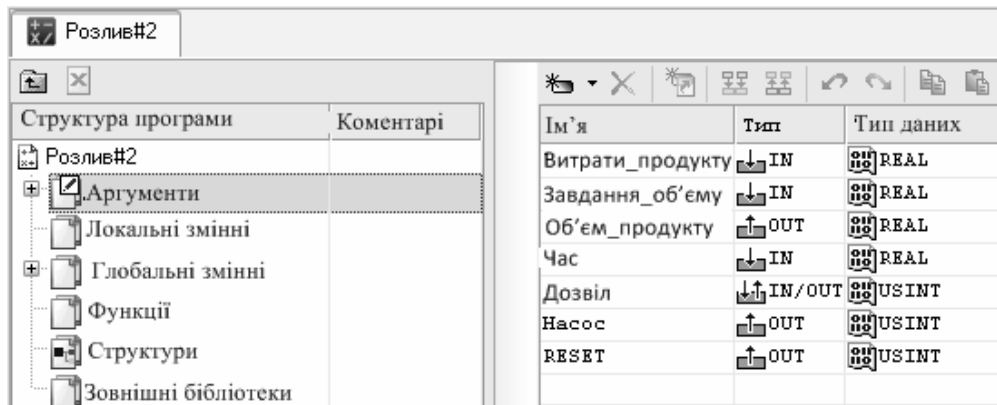 Розлив#2
Структура програми Коментарі
Розлив#2
Аргументи
Локальні змінні
Глобальні змінні
Функції
Структури
Зовнішні бібліотеки
Ім’я Тип Тип даних
Витрати_продукту IN REAL
Завдання_об’єму IN REAL
Об’єм_продукту OUT REAL
Час IN REAL
Дозвіл IN/OUT USINT
Насос OUT USINT
RESET OUT USINT